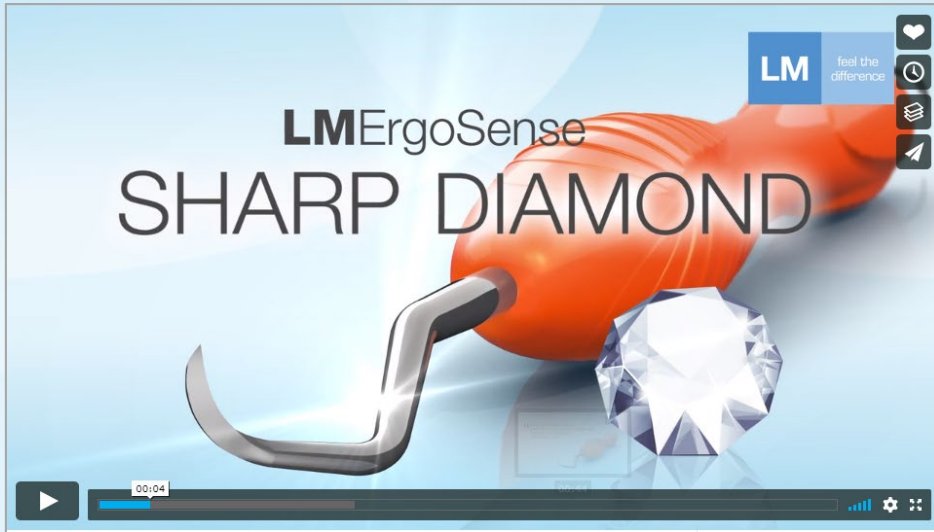 LM
feel the
difference
LMErgoSense
SHARP DIAMOND
00:04